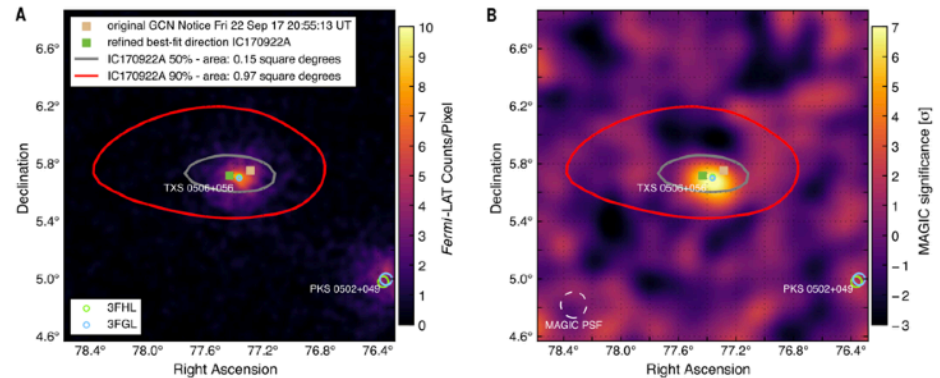 A
original GCN Notice Fri 22 Sep 17 20:55:13 UT
refined best-fit direction IC170922A
IC170922A 50% - area: 0.15 square degrees
IC170922A 90% - area: 0.97 square degrees
6.6°
6.2°
5.8°
5.4°
5.0°
4.6°
Declination
TXS 0506+056
PKS 0502+049
3FHL
3FGL
78.4°
78.0°
77.6°
77.2°
76.8°
76.4°
Right Ascension
10
9
8
7
6
5
4
3
2
1
0
Fermi-LAT Counts/Pixel
B
6.6°
6.2°
5.8°
5.4°
5.0°
4.6°
Declination
TXS 0506+056
PKS 0502+049
MAGIC PSF
78.4°
78.0°
77.6°
77.2°
76.8°
76.4°
Right Ascension
7
6
5
4
3
2
1
0
−1
−2
−3
MAGIC significance [σ]